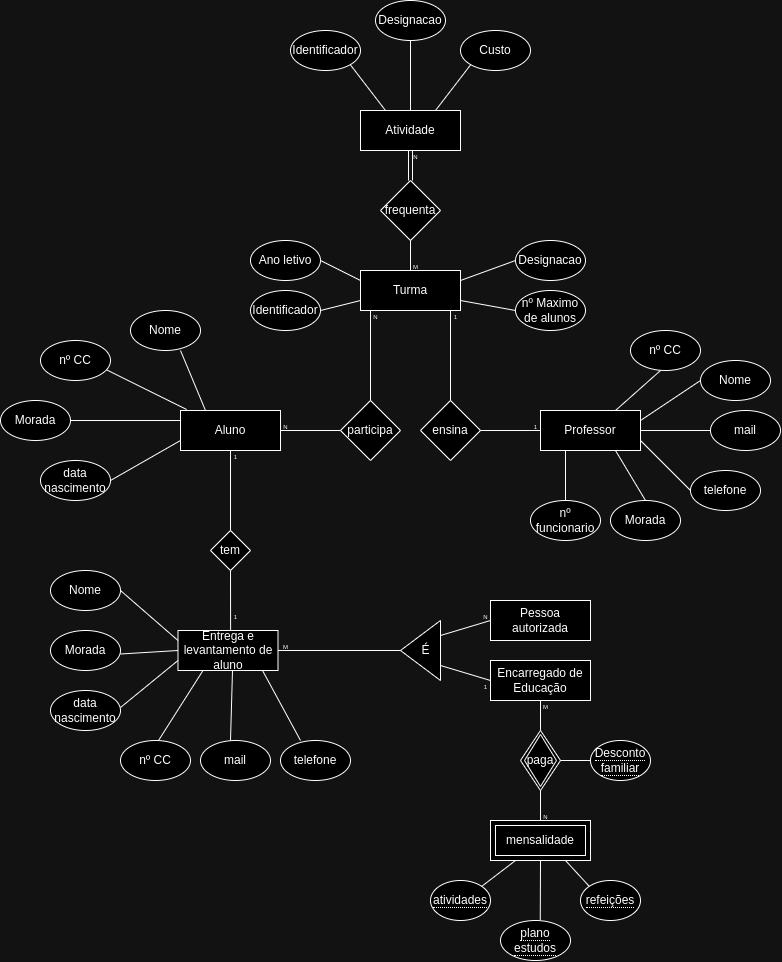 Designacao
Identificador
Custo
Atividade
N
frequenta
M
Ano letivo
Designacao
Turma
Identificador
nº Maximo
de alunos
N
1
Nome
nº CC
nº CC
Nome
Morada
Aluno
N
participa
ensina
1
Professor
mail
1
data
nascimento
telefone
nº
funcionario
Morada
tem
Nome
1
Pessoa
autorizada
N
Entrega e
levantamento de
aluno
M
É
Morada
Encarregado de
Educação
1
data
nascimento
M
nº CC
mail
telefone
paga
Desconto
familiar
N
mensalidade
atividades
refeições
plano
estudos